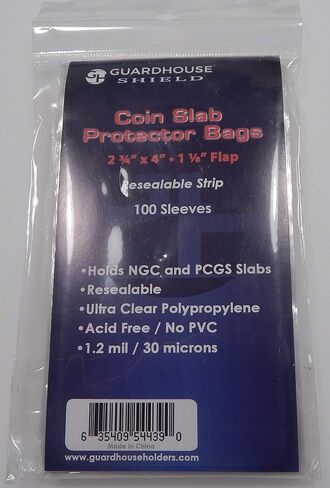 GUARDHOUSE
SHIELD
Coin Slab
Protector Bags
2 ¾" x 4" • 1 ⅛" Flap
Resealable Strip
100 Sleeves
•Holds NGC and PCGS Slabs
•Resealable
•Ultra Clear Polypropylene
•Acid Free / No PVC
•1.2 mil / 30 microns
6 35409 54439 0
Made in China
www.guardhouseholders.com